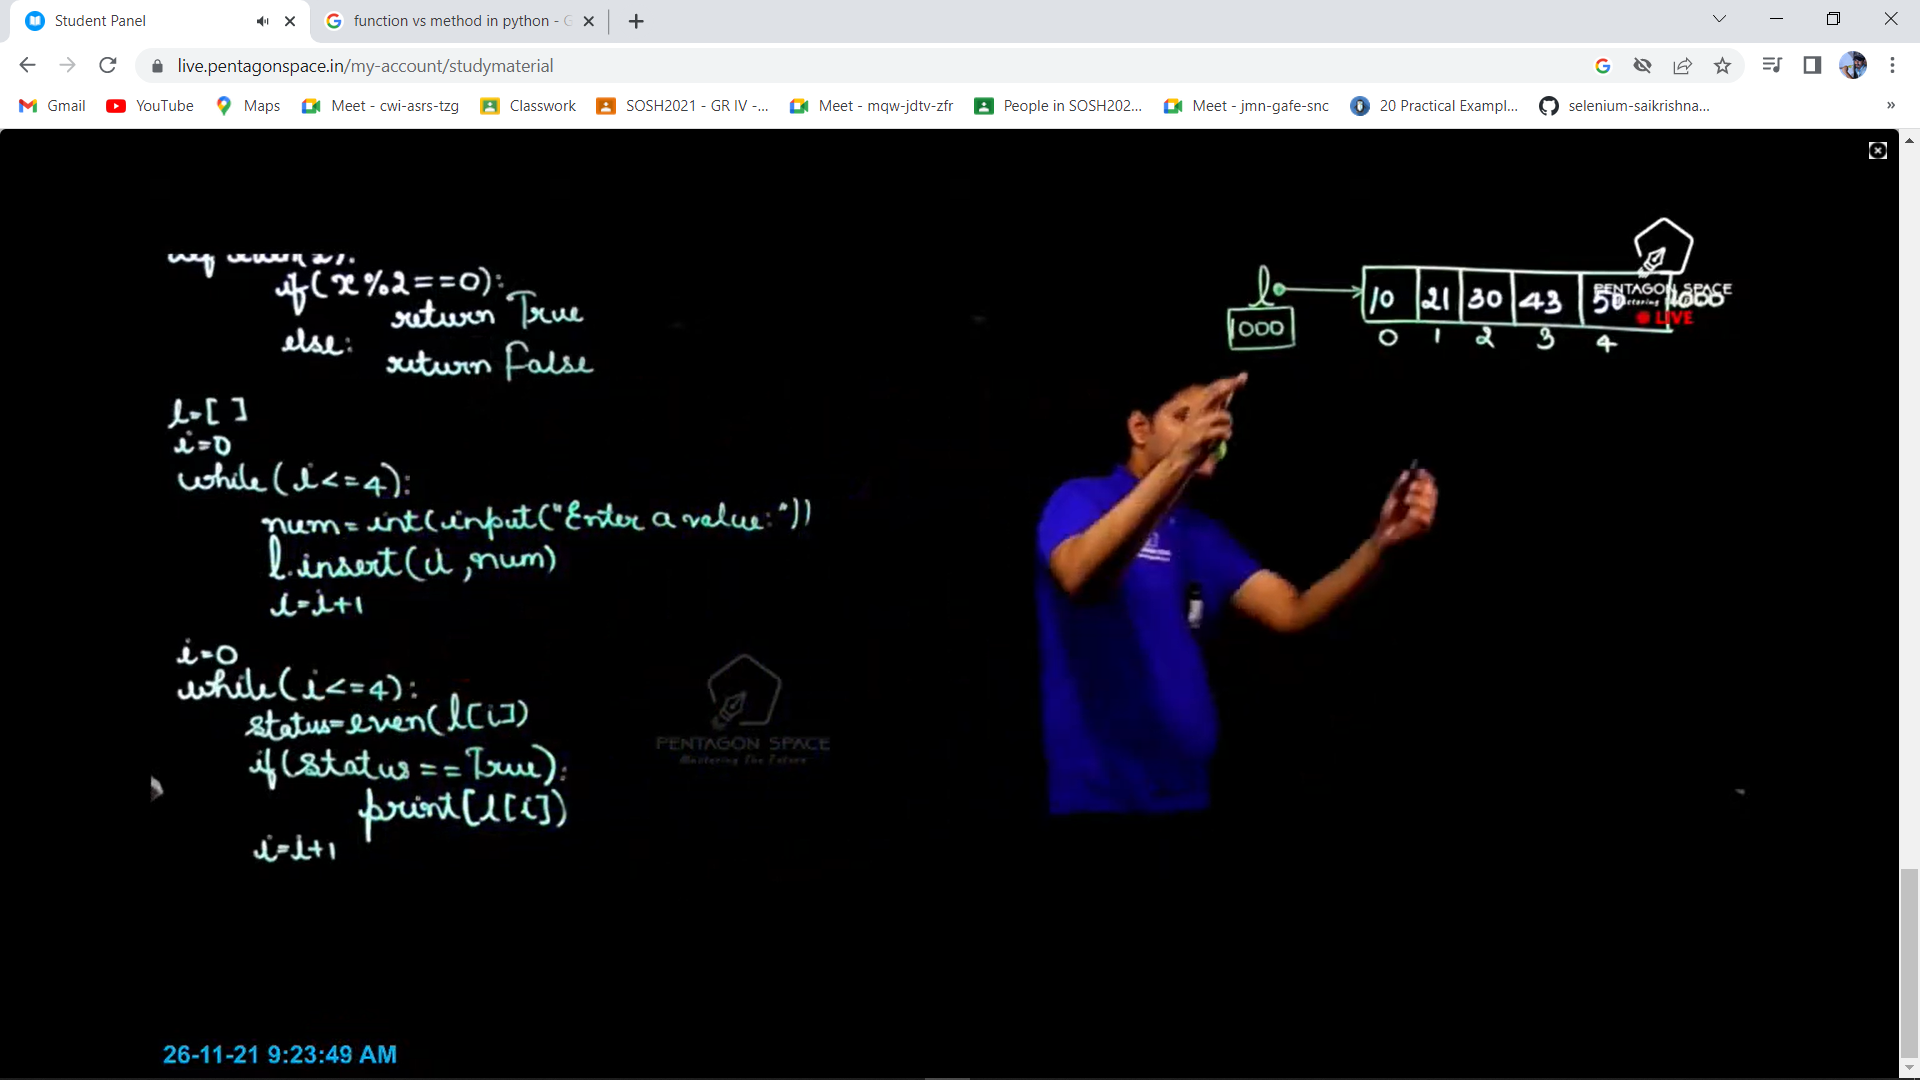 Student Panel
function vs method in python - G
live.pentagonspace.in/my-account/studymaterial
Gmail
YouTube
Maps
Meet - cwi-asrs-tzg
Classwork
SOSH2021 - GR IV -...
Meet - mqw-jdtv-zfr
People in SOSH202...
Meet - jmn-gafe-snc
20 Practical Exampl...
selenium-saikrishna...
»
if(x%2==0):
return True
else:
return False
l=[ ]
i=0
while(i<=4):
num=int(input("Enter a value:"))
l.insert(i,num)
i=i+1
i=0
while(i<=4):
status=even(l[i])
if(status==True):
print(l[i])
i=i+1
l
1000
10 21 30 43 50
1000
0 1 2 3 4
PENTAGON SPACE
LIVE
PENTAGON SPACE
Mastering The Future
26-11-21 9:23:49 AM